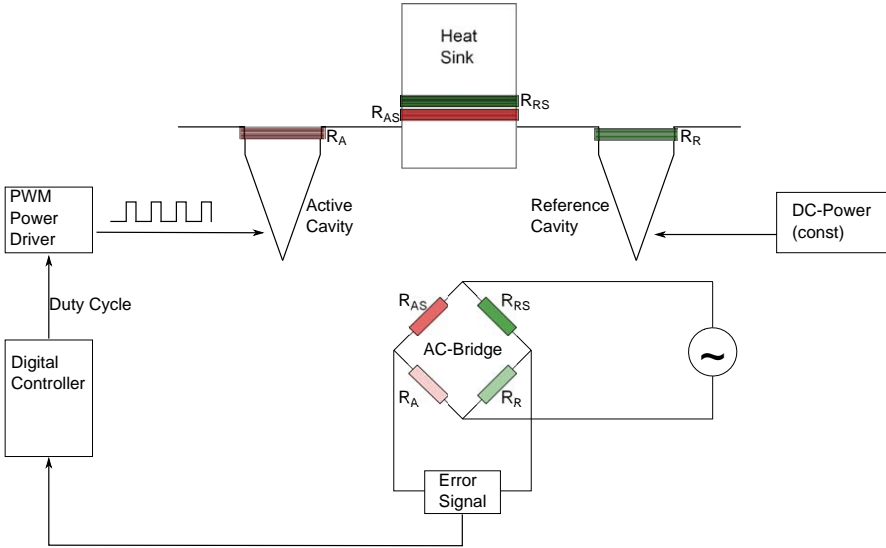 Heat
Sink
R_RS
R_AS
R_A
R_R
PWM
Power
Driver
Active
Cavity
Reference
Cavity
DC-Power
(const)
Duty Cycle
R_AS
R_RS
AC-Bridge
~
Digital
Controller
R_A
R_R
Error
Signal